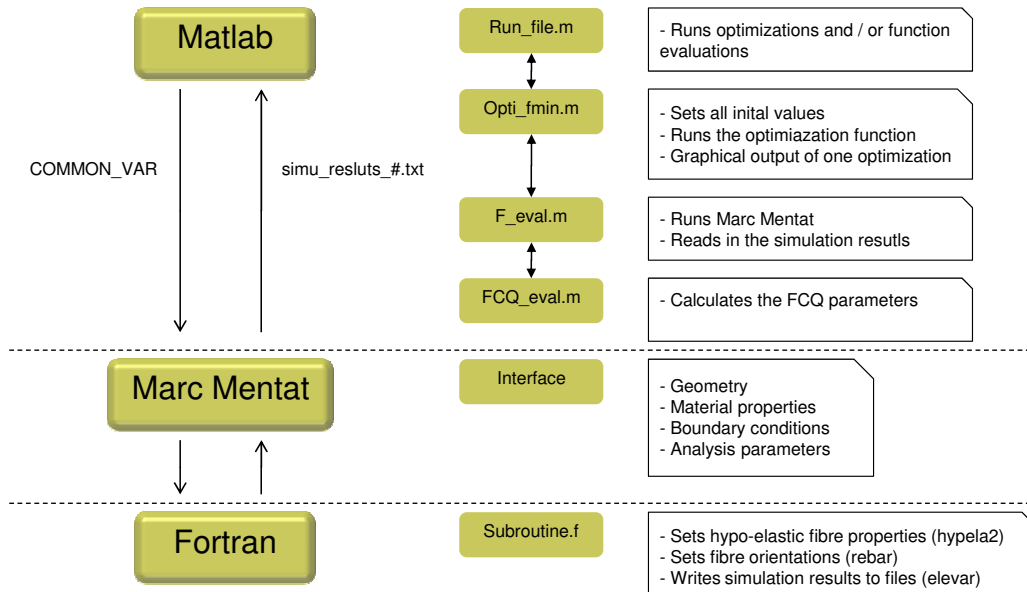 Matlab
Run_file.m
- Runs optimizations and / or function
evaluations
Opti_fmin.m
- Sets all inital values
- Runs the optimiazation function
- Graphical output of one optimization
COMMON_VAR
simu_resluts_#.txt
F_eval.m
- Runs Marc Mentat
- Reads in the simulation resutls
FCQ_eval.m
- Calculates the FCQ parameters
Marc Mentat
Interface
- Geometry
- Material properties
- Boundary conditions
- Analysis parameters
Fortran
Subroutine.f
- Sets hypo-elastic fibre properties (hypela2)
- Sets fibre orientations (rebar)
- Writes simulation results to files (elevar)